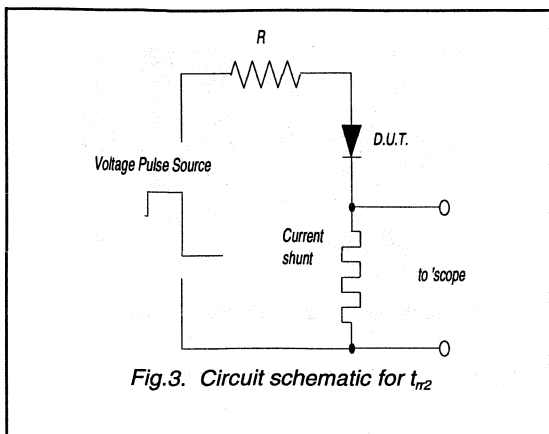 R
D.U.T.
Voltage Pulse Source
Current
shunt
to 'scope
Fig.3. Circuit schematic for trr2